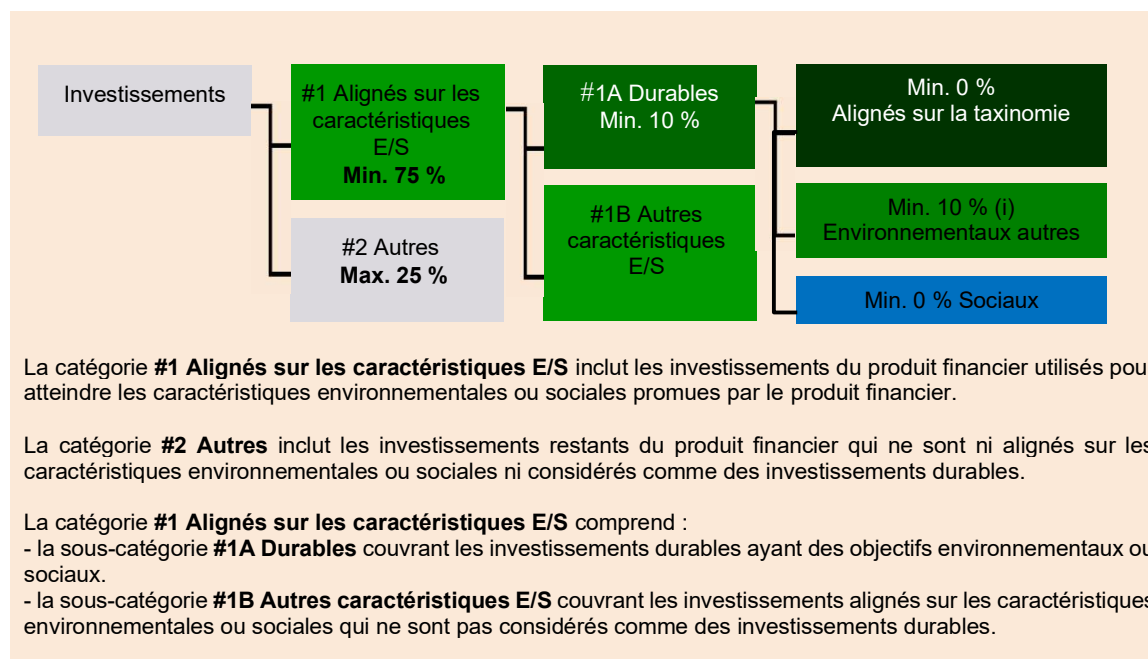 Investissements
#1 Alignés sur les
caractéristiques
E/S
Min. 75 %
#2 Autres
Max. 25 %
#1A Durables
Min. 10 %
#1B Autres
caractéristiques
E/S
Min. 0 %
Alignés sur la taxinomie
Min. 10 % (i)
Environnementaux autres
Min. 0 % Sociaux
La catégorie #1 Alignés sur les caractéristiques E/S inclut les investissements du produit financier utilisés pou
atteindre les caractéristiques environnementales ou sociales promues par le produit financier.
La catégorie #2 Autres inclut les investissements restants du produit financier qui ne sont ni alignés sur les
caractéristiques environnementales ou sociales ni considérés comme des investissements durables.
La catégorie #1 Alignés sur les caractéristiques E/S comprend :
- la sous-catégorie #1A Durables couvrant les investissements durables ayant des objectifs environnementaux ou
sociaux.
- la sous-catégorie #1B Autres caractéristiques E/S couvrant les investissements alignés sur les caractéristiques
environnementales ou sociales qui ne sont pas considérés comme des investissements durables.